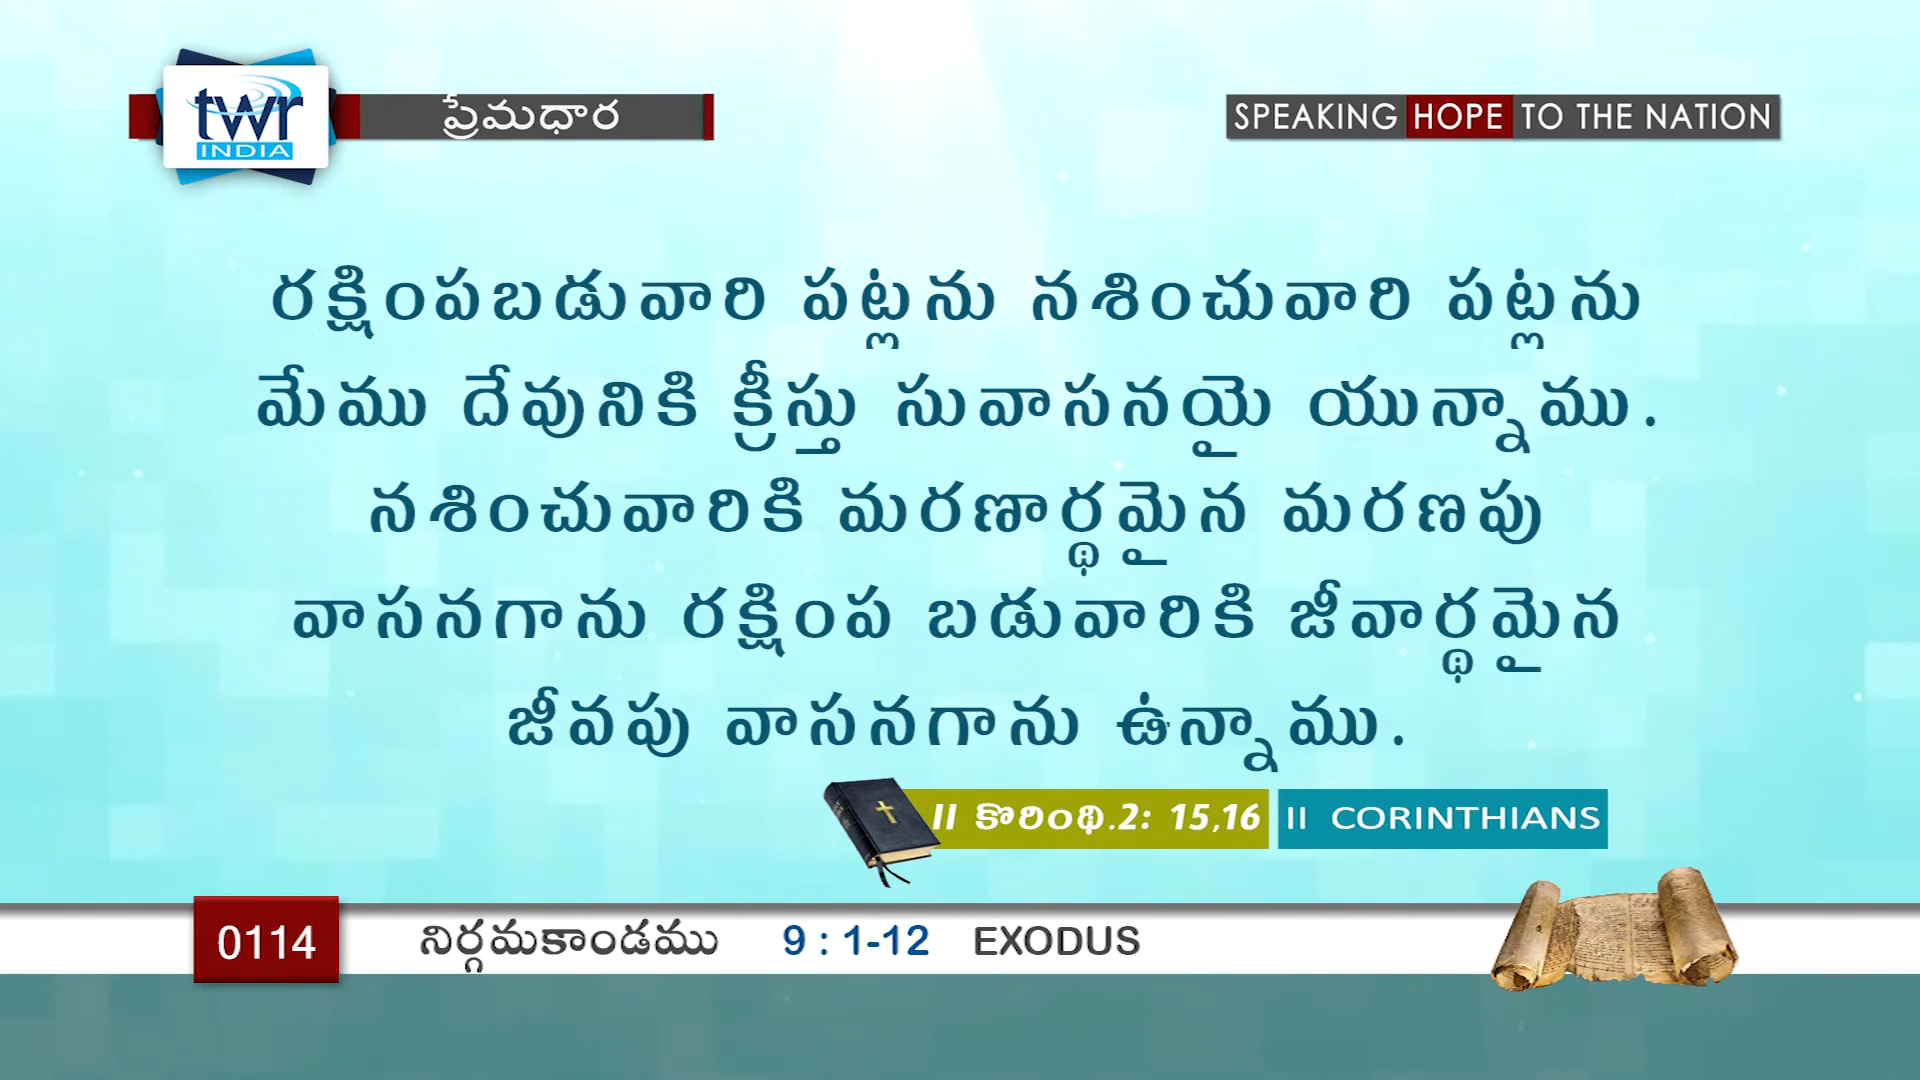 twr
INDIA
ప్రేమధార
SPEAKING HOPE TO THE NATION
రక్షింపబడువారి పట్లను నశించువారి పట్లను
మేము దేవునికి క్రీస్తు సువాసనయై యున్నాము.
నశించువారికి మరణార్థమైన మరణపు
వాసనగాను రక్షింప బడువారికి జీవార్థమైన
జీవపు వాసనగాను ఉన్నాము.
II కొరింథి.2: 15,16 II CORINTHIANS
0114 నిర్గమకాండము 9 : 1-12 EXODUS